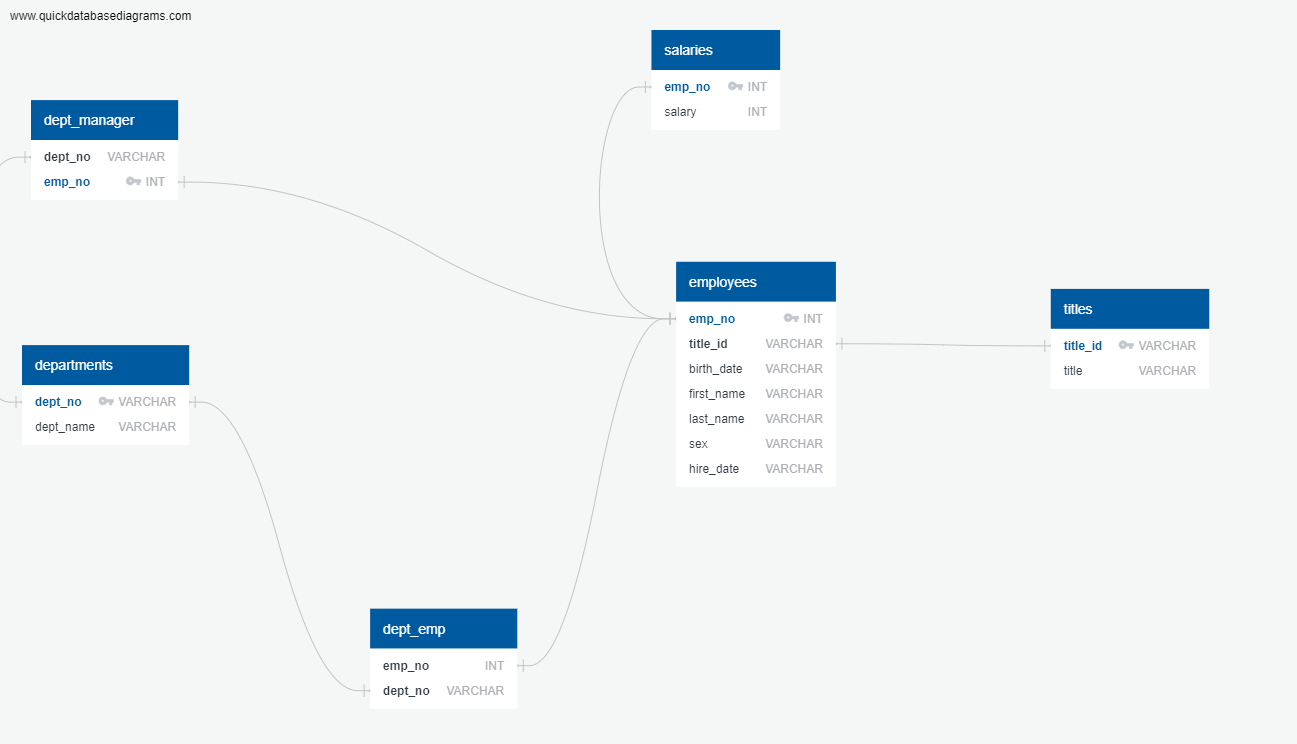 www.quickdatabasediagrams.com
salaries
emp_no INT
salary INT
dept_manager
dept_no VARCHAR
emp_no INT
employees
emp_no INT
title_id VARCHAR
birth_date VARCHAR
first_name VARCHAR
last_name VARCHAR
sex VARCHAR
hire_date VARCHAR
titles
title_id VARCHAR
title VARCHAR
departments
dept_no VARCHAR
dept_name VARCHAR
dept_emp
emp_no INT
dept_no VARCHAR